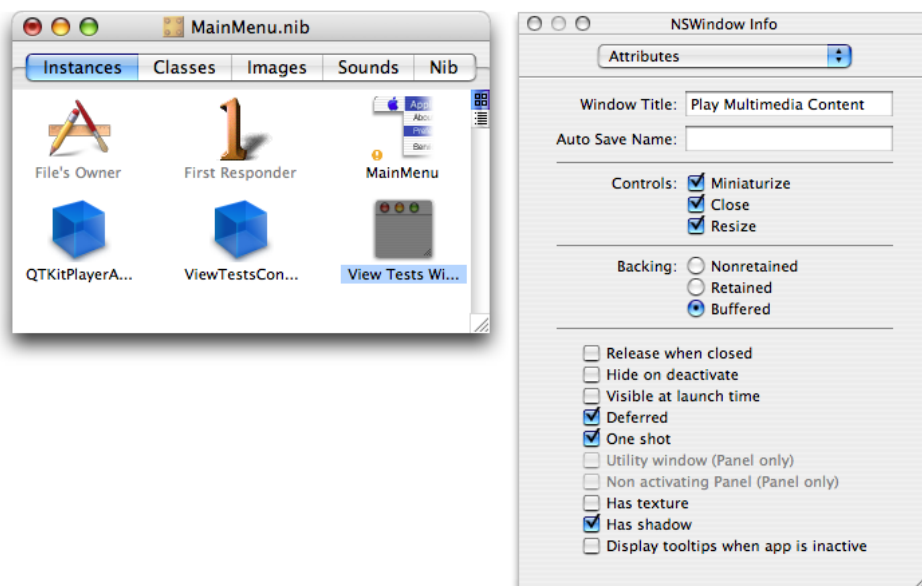 MainMenu.nib
Instances Classes Images Sounds Nib
File's Owner First Responder MainMenu
QTKitPlayerA... ViewTestsCon... View Tests Wi...
NSWindow Info
Attributes
Window Title: Play Multimedia Content
Auto Save Name:
Controls: Miniaturize
Close
Resize
Backing: Nonretained
Retained
Buffered
Release when closed
Hide on deactivate
Visible at launch time
Deferred
One shot
Utility window (Panel only)
Non activating Panel (Panel only)
Has texture
Has shadow
Display tooltips when app is inactive